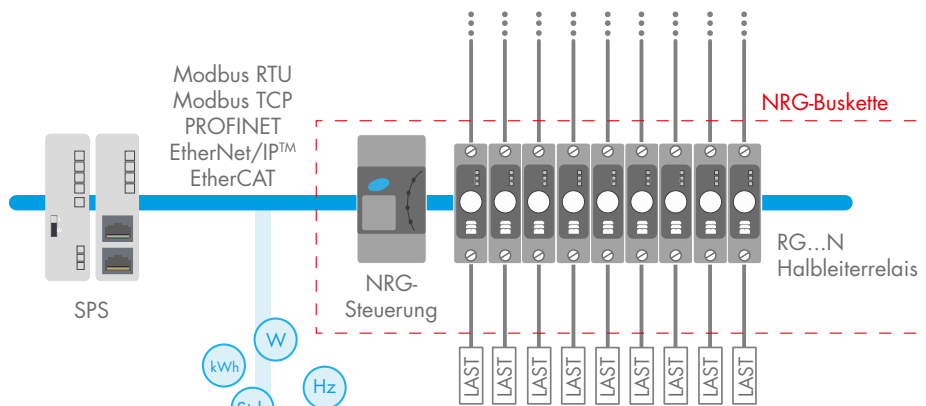 Modbus RTU
Modbus TCP
PROFINET
EtherNet/IP™
EtherCAT
NRG-Buskette
SPS
NRG-
Steuerung
RG...N
Halbleiterrelais
W
kWh
Hz
LAST
LAST
LAST
LAST
LAST
LAST
LAST
LAST
LAST